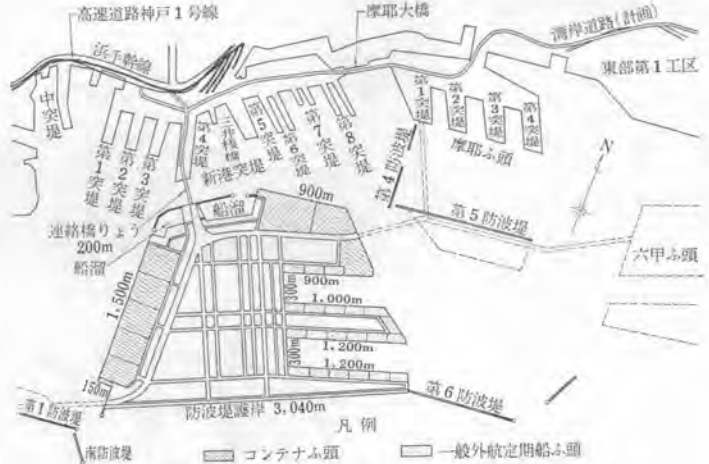 高速道路神戸1号線
摩耶大橋
湾岸道路(計画)
浜手幹線
東部第1工区
中突堤
第1突堤
第2突堤
第3突堤
第4突堤
三井桟橋
第5突堤
第6突堤
第7突堤
第8突堤
新港突堤
第1突堤
第2突堤
第3突堤
第4突堤
摩耶ふ頭
第4防波堤
N
船溜
900m
第5防波堤
連絡橋りょう
200m
船溜
六甲ふ頭
1,500m
900m
300m
1,000m
1,200m
300m
1,200m
150m
第1防波堤
防波堤護岸 3,040m
第6防波堤
南防波堤
凡例
コンテナふ頭
一般外航定期船ふ頭